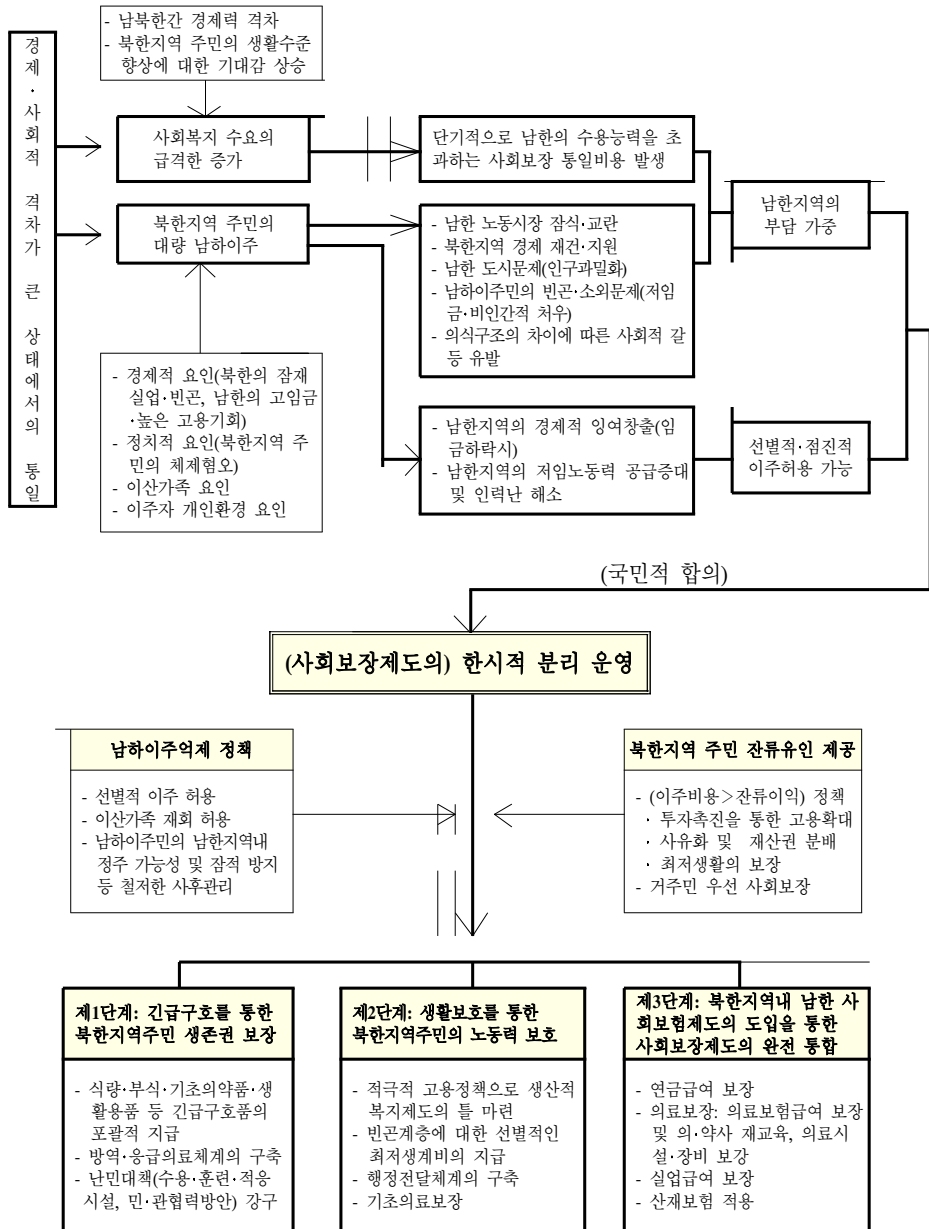 경제·사회적 격차가 큰 상태에서의 통일
- 남북한간 경제력 격차
- 북한지역 주민의 생활수준
향상에 대한 기대감 상승
사회복지 수요의
급격한 증가
단기적으로 남한의 수용능력을 초
과하는 사회보장 통일비용 발생
북한지역 주민의
대량 남하이주
- 남한 노동시장 잠식·교란
- 북한지역 경제 재건·지원
- 남한 도시문제(인구과밀화)
- 남하이주민의 빈곤·소외문제(저임
금·비인간적 처우)
- 의식구조의 차이에 따른 사회적 갈
등 유발
남한지역의
부담 가중
- 경제적 요인(북한의 잠재
실업·빈곤, 남한의 고임금
·높은 고용기회)
- 정치적 요인(북한지역 주
민의 체제혐오)
- 이산가족 요인
- 이주자 개인환경 요인
- 남한지역의 경제적 잉여창출(임
금하락시)
- 남한지역의 저임노동력 공급증대
및 인력난 해소
선별적·점진적
이주허용 가능
(국민적 합의)
(사회보장제도의) 한시적 분리 운영
남하이주억제 정책
- 선별적 이주 허용
- 이산가족 재회 허용
- 남하이주민의 남한지역내
정주 가능성 및 잠적 방지
등 철저한 사후관리
북한지역 주민 잔류유인 제공
- (이주비용>잔류이익) 정책
· 투자촉진을 통한 고용확대
· 사유화 및 재산권 분배
· 최저생활의 보장
- 거주민 우선 사회보장
제1단계: 긴급구호를 통한
북한지역주민 생존권 보장
- 식량·부식·기초의약품·생
활용품 등 긴급구호품의
포괄적 지급
- 방역·응급의료체계의 구축
- 난민대책(수용·훈련·적응
시설, 민·관협력방안) 강구
제2단계: 생활보호를 통한
북한지역주민의 노동력 보호
- 적극적 고용정책으로 생산적
복지제도의 틀 마련
- 빈곤계층에 대한 선별적인
최저생계비의 지급
- 행정전달체계의 구축
- 기초의료보장
제3단계: 북한지역내 남한 사
회보험제도의 도입을 통한
사회보장제도의 완전 통합
- 연금급여 보장
- 의료보장: 의료보험급여 보장
및 의·약사 재교육, 의료시
설·장비 보강
- 실업급여 보장
- 산재보험 적용